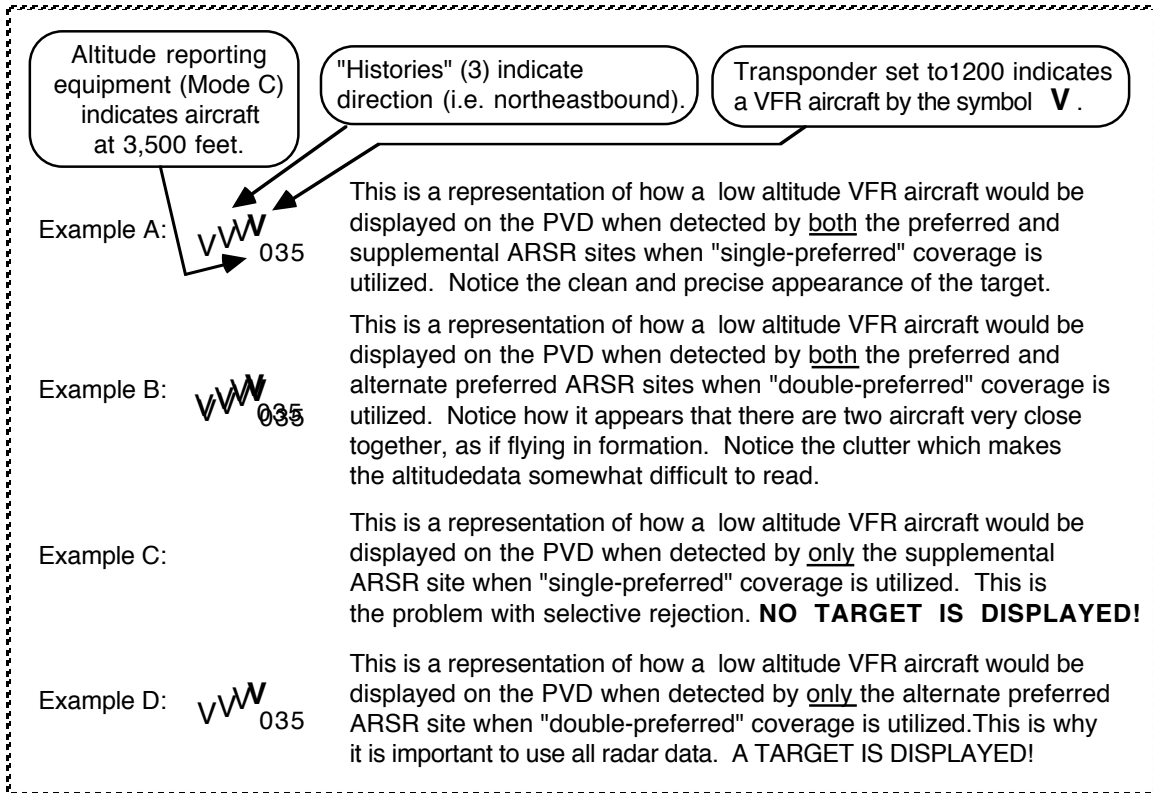 Altitude reporting
equipment (Mode C)
indicates aircraft
at 3,500 feet.
"Histories" (3) indicate
direction (i.e. northeastbound).
Transponder set to1200 indicates
a VFR aircraft by the symbol V .
Example A:
V V V V
035
This is a representation of how a low altitude VFR aircraft would be
displayed on the PVD when detected by both the preferred and
supplemental ARSR sites when "single-preferred" coverage is
utilized. Notice the clean and precise appearance of the target.
Example B:
V V V V
035
This is a representation of how a low altitude VFR aircraft would be
displayed on the PVD when detected by both the preferred and
alternate preferred ARSR sites when "double-preferred" coverage is
utilized. Notice how it appears that there are two aircraft very close
together, as if flying in formation. Notice the clutter which makes
the altitudedata somewhat difficult to read.
Example C:
This is a representation of how a low altitude VFR aircraft would be
displayed on the PVD when detected by only the supplemental
ARSR site when "single-preferred" coverage is utilized. This is
the problem with selective rejection. NO TARGET IS DISPLAYED!
Example D:
V V V V
035
This is a representation of how a low altitude VFR aircraft would be
displayed on the PVD when detected by only the alternate preferred
ARSR site when "double-preferred" coverage is utilized.This is why
it is important to use all radar data. A TARGET IS DISPLAYED!